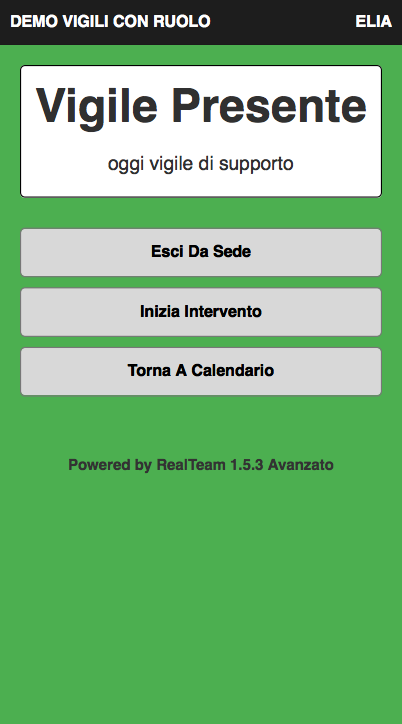 DEMO VIGILI CON RUOLO ELIA
Vigile Presente
oggi vigile di supporto
Esci Da Sede
Inizia Intervento
Torna A Calendario
Powered by RealTeam 1.5.3 Avanzato